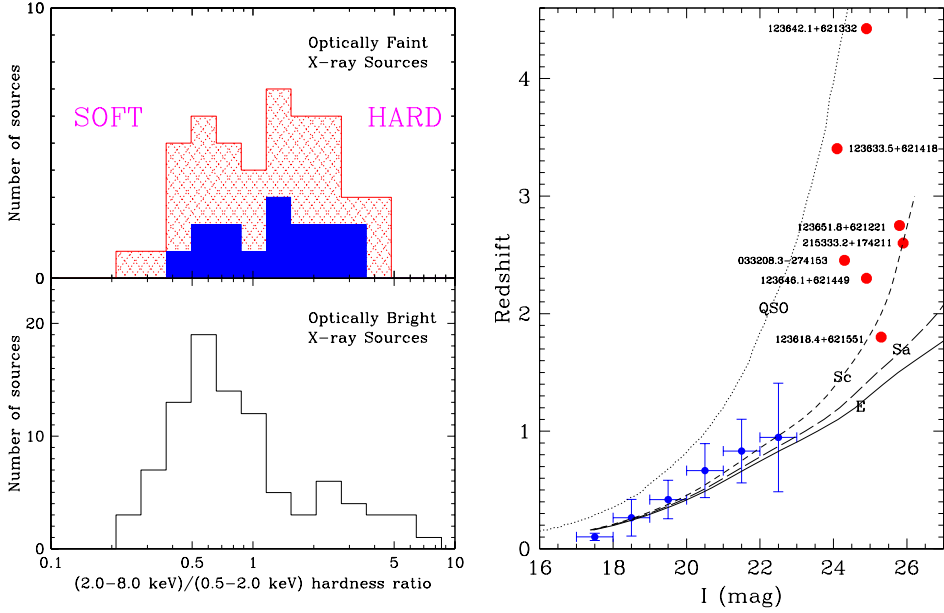 10
Optically Faint
X-ray Sources
SOFT
HARD
5
Number of sources
0
Optically Bright
X-ray Sources
20
10
Number of sources
0
0.1
0.5
1
5
10
(2.0-8.0 keV)/(0.5-2.0 keV) hardness ratio
123642.1+621332
4
123633.5+621418
3
123651.8+621221
215333.2+174211
033208.3-274153
123646.1+621449
QSO
2
123618.4+621551
Sa
Sc
E
1
0
Redshift
16
18
20
22
24
26
I (mag)